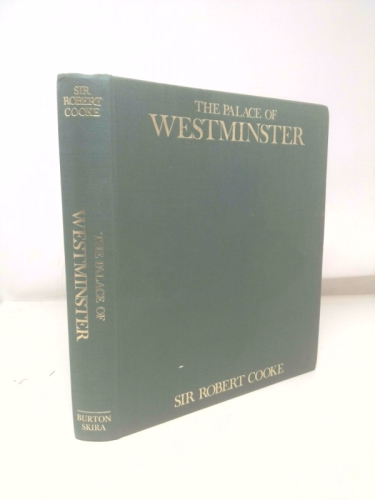 SIR
ROBERT
COOKE
THE PALACE OF
WESTMINSTER
BURTON
SKIRA
THE PALACE OF
WESTMINSTER
SIR ROBERT COOKE